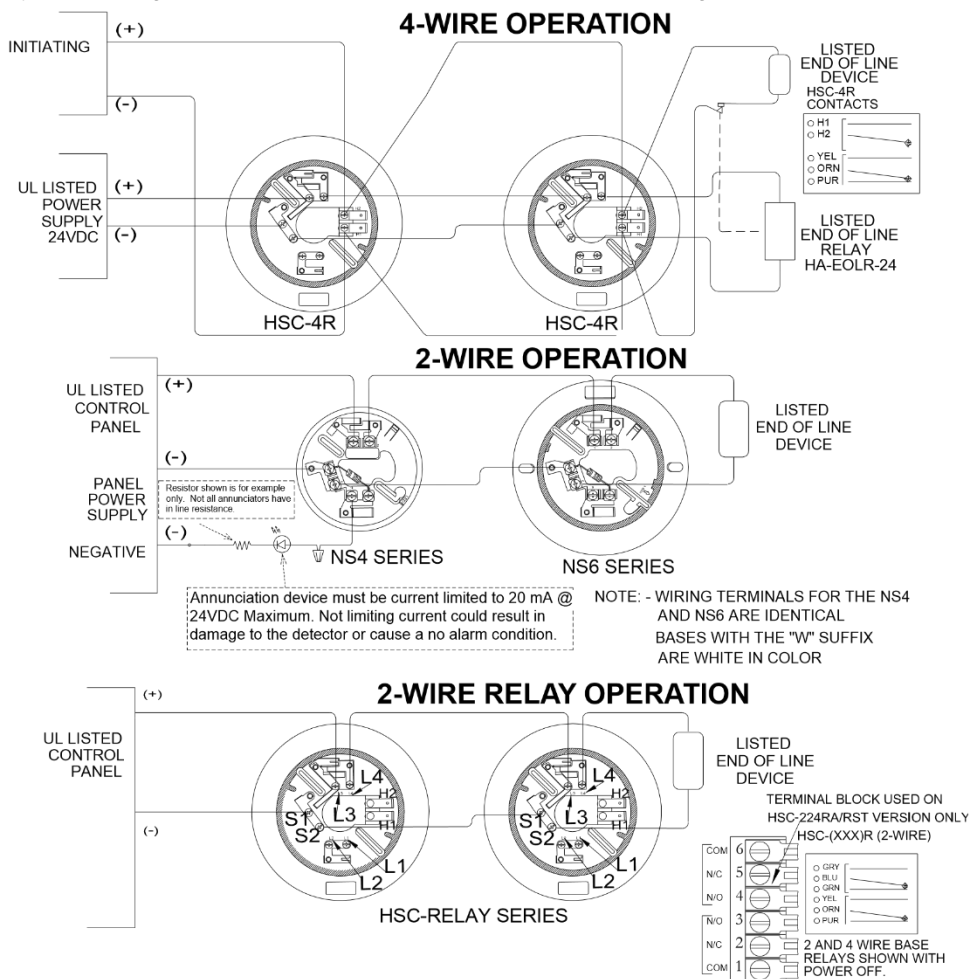 4-WIRE OPERATION
INITIATING
(+)
(-)
UL LISTED
POWER
SUPPLY
24VDC
(+)
(-)
HSC-4R
HSC-4R
LISTED
END OF LINE
DEVICE
HSC-4R
CONTACTS
H1
H2
YEL
ORN
PUR
LISTED
END OF LINE
RELAY
HA-EOLR-24
2-WIRE OPERATION
UL LISTED
CONTROL
PANEL
(+)
(-)
PANEL
POWER
SUPPLY
NEGATIVE
(-)
Resistor shown is for example
only. Not all annunciators have
in line resistance.
NS4 SERIES
NS6 SERIES
LISTED
END OF LINE
DEVICE
Annunciation device must be current limited to 20 mA @
24VDC Maximum. Not limiting current could result in
damage to the detector or cause a no alarm condition.
NOTE: - WIRING TERMINALS FOR THE NS4
AND NS6 ARE IDENTICAL
BASES WITH THE "W" SUFFIX
ARE WHITE IN COLOR
2-WIRE RELAY OPERATION
UL LISTED
CONTROL
PANEL
(+)
(-)
S1
S2
L3
L4
H2
H1
L1
L2
S1
S2
L3
L4
H2
H1
L1
L2
HSC-RELAY SERIES
LISTED
END OF LINE
DEVICE
TERMINAL BLOCK USED ON
HSC-224RA/RST VERSION ONLY
HSC-(XXX)R (2-WIRE)
COM 6
N/C 5
N/O 4
N/O 3
N/C 2
COM 1
GRY
BLU
GRN
YEL
ORN
PUR
2 AND 4 WIRE BASE
RELAYS SHOWN WITH
POWER OFF.